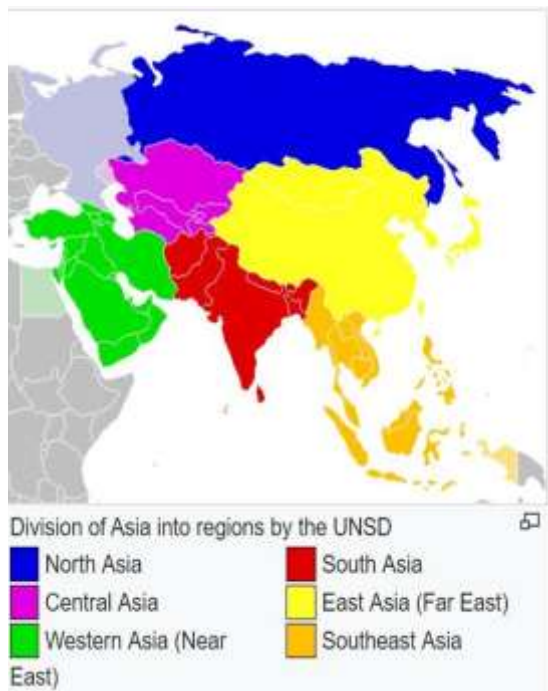 Division of Asia into regions by the UNSD
North Asia
South Asia
Central Asia
East Asia (Far East)
Western Asia (Near
East)
Southeast Asia